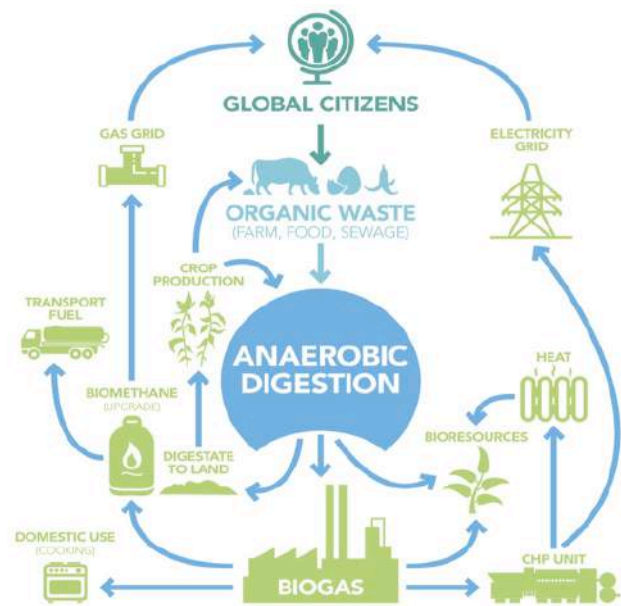 GLOBAL CITIZENS
GAS GRID
ELECTRICITY
GRID
ORGANIC WASTE
(FARM, FOOD, SEWAGE)
CROP
PRODUCTION
TRANSPORT
FUEL
ANAEROBIC
DIGESTION
HEAT
BIOMETHANE
(UPGRADE)
DIGESTATE
TO LAND
BIORESOURCES
DOMESTIC USE
(COOKING)
BIOGAS
CHP UNIT